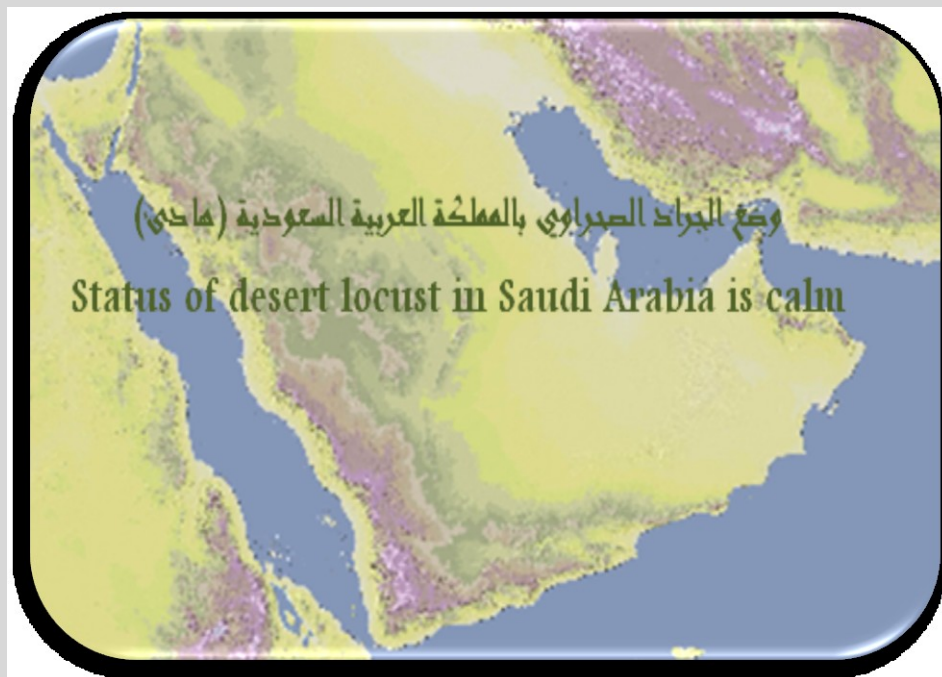 وضع الجراد الصحراوي بالمملكة العربية السعودية (هادئ)
Status of desert locust in Saudi Arabia is calm